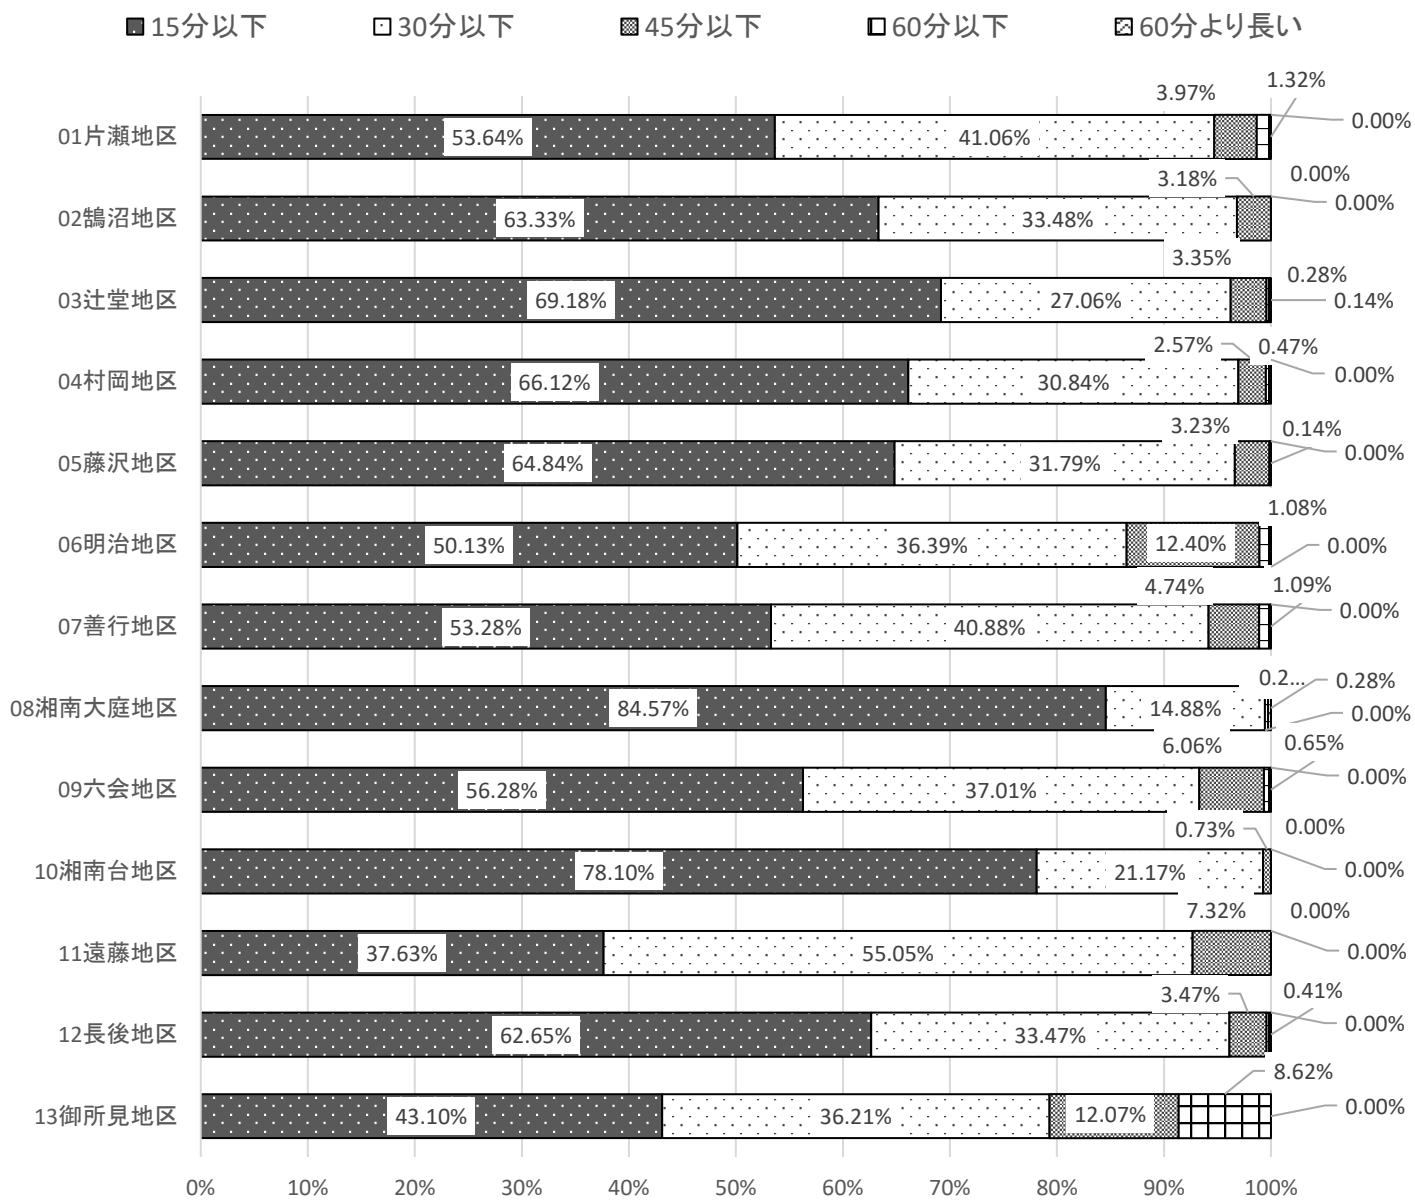 15分以下 30分以下 45分以下 60分以下 60分より長い
3.97% 1.32%
01片瀬地区 53.64% 41.06% 0.00%
3.18% 0.00%
02鵠沼地区 63.33% 33.48% 0.00%
3.35% 0.28%
03辻堂地区 69.18% 27.06% 0.14%
2.57% 0.47%
04村岡地区 66.12% 30.84% 0.00%
3.23% 0.14%
05藤沢地区 64.84% 31.79% 0.00%
1.08%
06明治地区 50.13% 36.39% 12.40% 0.00%
4.74% 1.09%
07善行地区 53.28% 40.88% 0.00%
0.2... 0.28%
08湘南大庭地区 84.57% 14.88% 0.00%
6.06% 0.65%
09六会地区 56.28% 37.01% 0.00%
0.73% 0.00%
10湘南台地区 78.10% 21.17% 0.00%
7.32% 0.00%
11遠藤地区 37.63% 55.05% 0.00%
3.47% 0.41%
12長後地区 62.65% 33.47% 0.00%
8.62%
13御所見地区 43.10% 36.21% 12.07% 0.00%
0% 10% 20% 30% 40% 50% 60% 70% 80% 90% 100%